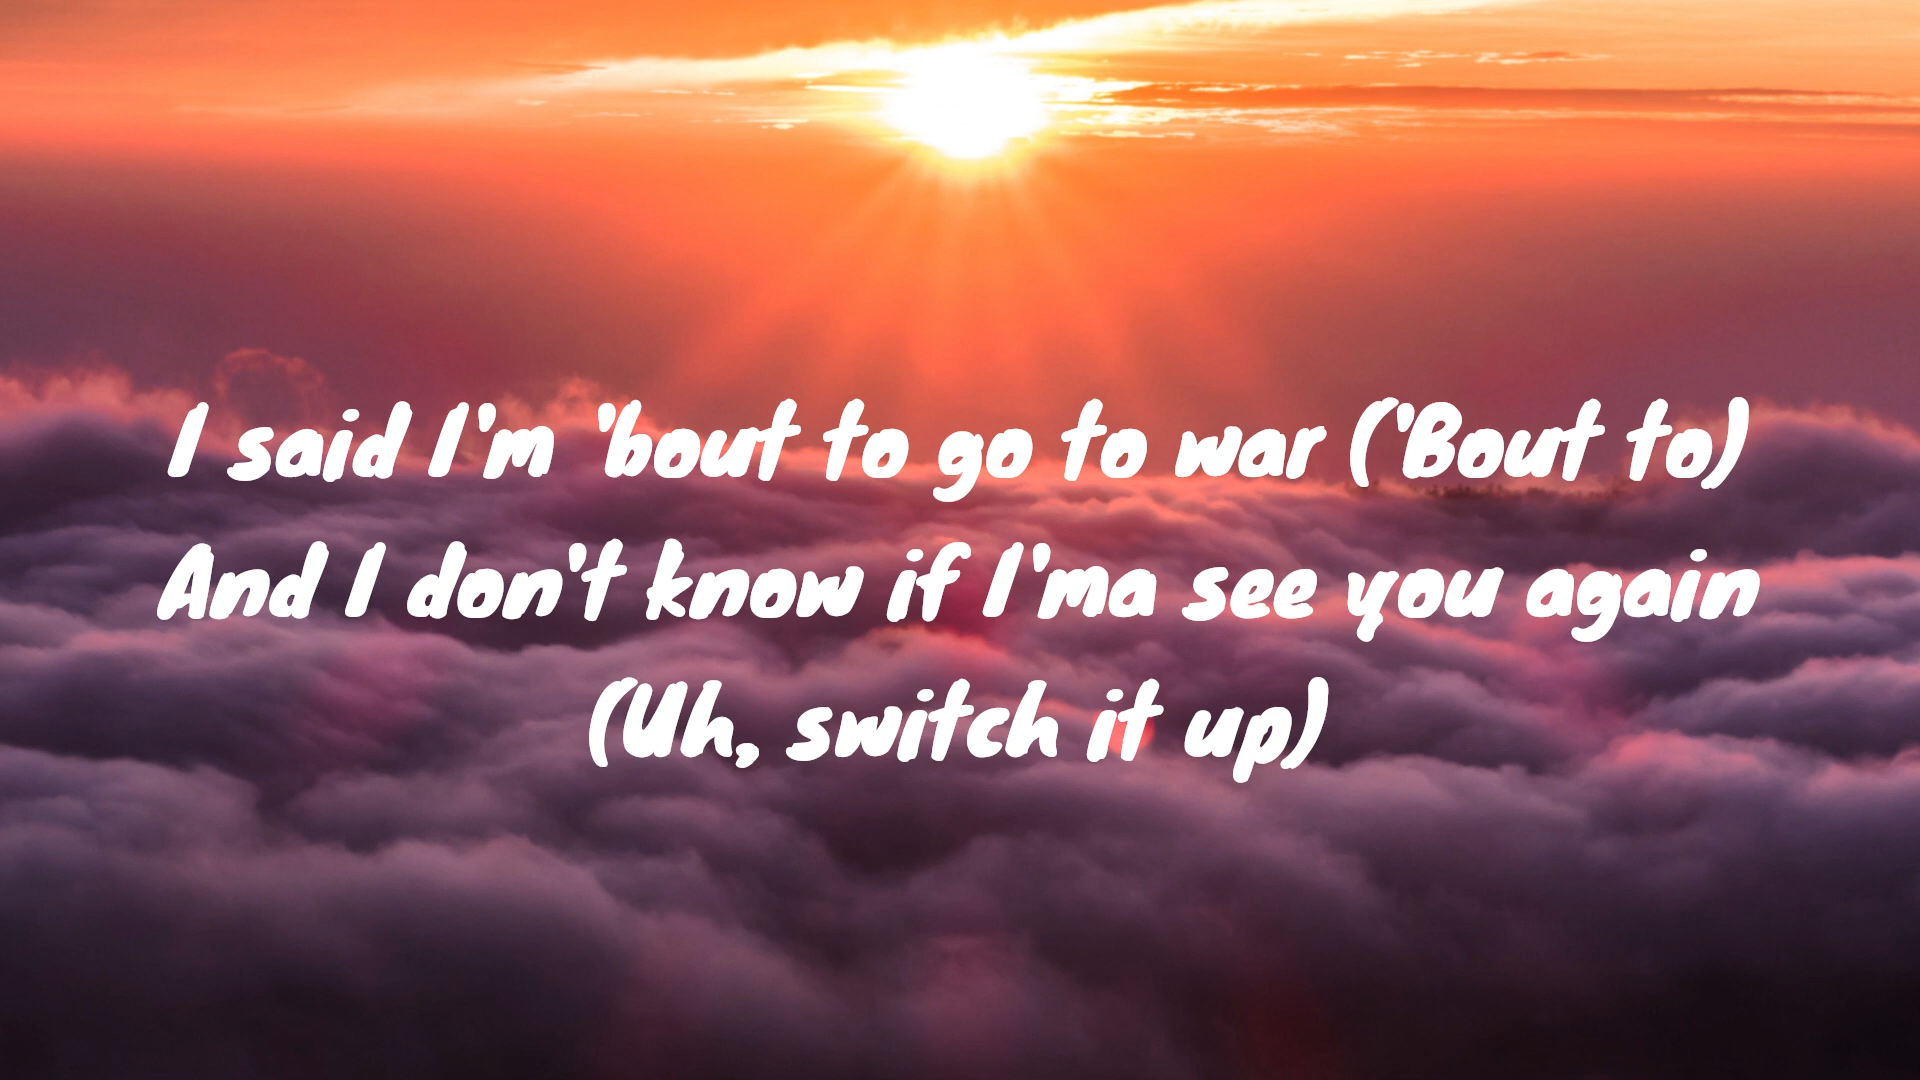 I said I'm 'bout to go to war ('Bout to)
And I don't know if I'ma see you again
(Uh, switch it up)